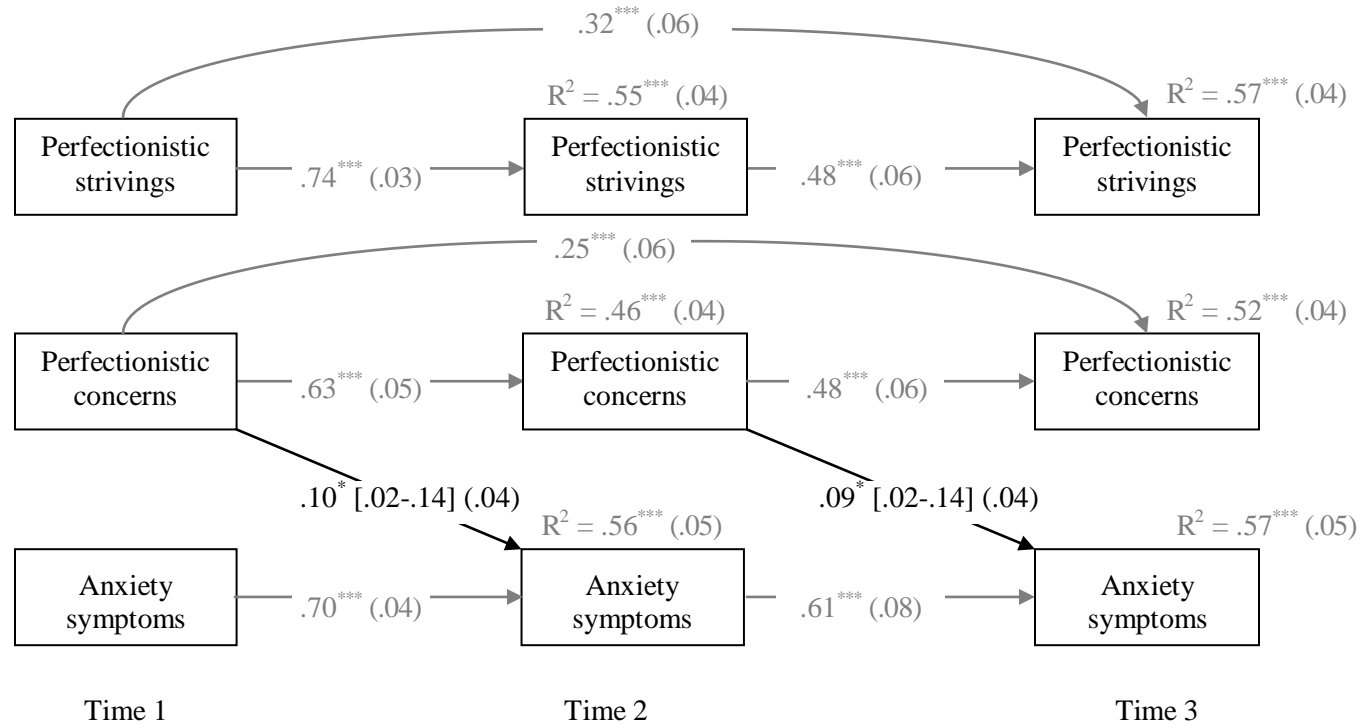 .32*** (.06)
R² = .55*** (.04)
R² = .57*** (.04)
Perfectionistic
strivings
.74*** (.03)
Perfectionistic
strivings
.48*** (.06)
Perfectionistic
strivings
.25*** (.06)
R² = .46*** (.04)
R² = .52*** (.04)
Perfectionistic
concerns
.63*** (.05)
Perfectionistic
concerns
.48*** (.06)
Perfectionistic
concerns
.10* [.02-.14] (.04)
.09* [.02-.14] (.04)
R² = .56*** (.05)
R² = .57*** (.05)
Anxiety
symptoms
.70*** (.04)
Anxiety
symptoms
.61*** (.08)
Anxiety
symptoms
Time 1
Time 2
Time 3